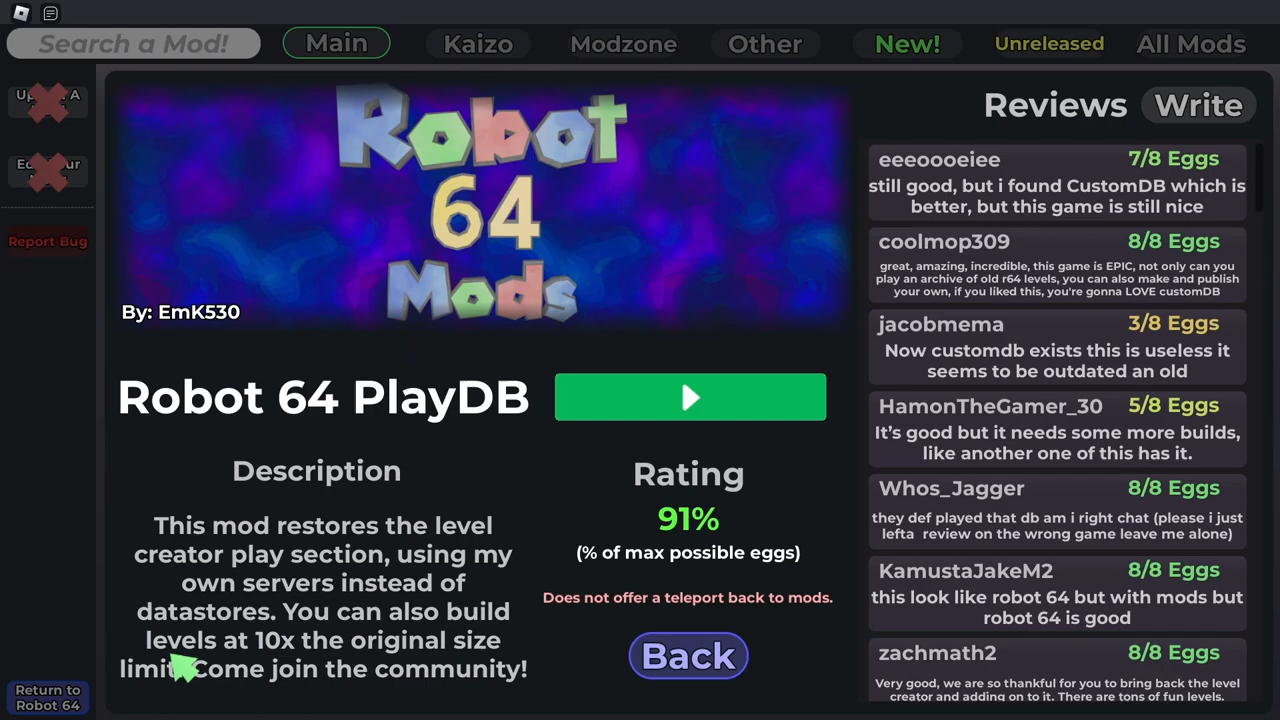 Search a Mod!
Main
Kaizo
Modzone
Other
New!
Unreleased
All Mods
Report Bug
Return to
Robot 64
Robot
64
Mods
By: EmK530
Robot 64 PlayDB
Description
This mod restores the level
creator play section, using my
own servers instead of
datastores. You can also build
levels at 10x the original size
Come join the community!
Rating
91%
(% of max possible eggs)
Does not offer a teleport back to mods.
Back
Reviews
Write
eeeoooeiee
7/8 Eggs
still good, but i found CustomDB which is
better, but this game is still nice
coolmop309
8/8 Eggs
great, amazing, incredible, this game is EPIC, not only can you
play an archive of old r64 levels, you can also make and publish
your own, if you liked this, you're gonna LOVE customDB
jacobmema
3/8 Eggs
Now customdb exists this is useless it
seems to be outdated an old
HamonTheGamer_30
5/8 Eggs
It's good but it needs some more builds,
like another one of this has it.
Whos_Jagger
8/8 Eggs
they def played that db am i right chat (please i just
lefta review on the wrong game leave me alone)
KamustaJakeM2
8/8 Eggs
this look like robot 64 but with mods but
robot 64 is good
zachmath2
8/8 Eggs
Very good, we are so thankful for you to bring back the level
creator and adding on to it. There are tons of fun levels.